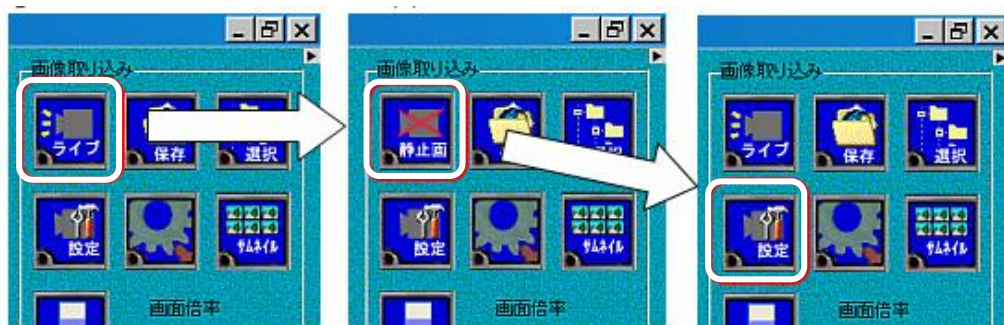 画像取り込み
ライブ
保存
選択
設定
サムネイル
画面倍率
画像取り込み
静止画
設定
サムネイル
画面倍率
画像取り込み
ライブ
保存
選択
設定
サムネイル
画面倍率